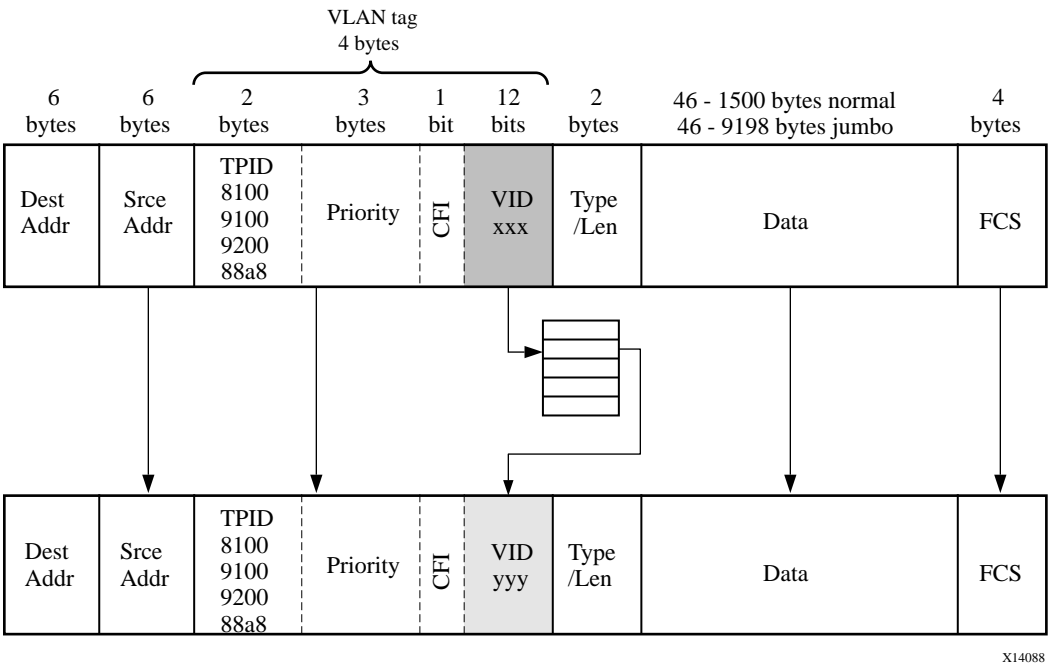 VLAN tag
4 bytes
6 6 2 3 1 12 2 46 - 1500 bytes normal 4
bytes bytes bytes bytes bit bits bytes 46 - 9198 bytes jumbo bytes
TPID
8100
9100
9200
88a8
Dest
Addr
Srce
Addr
Priority
CFI
VID
xxx
Type
/Len
Data
FCS
TPID
8100
9100
9200
88a8
Dest
Addr
Srce
Addr
Priority
CFI
VID
yyy
Type
/Len
Data
FCS
X14088